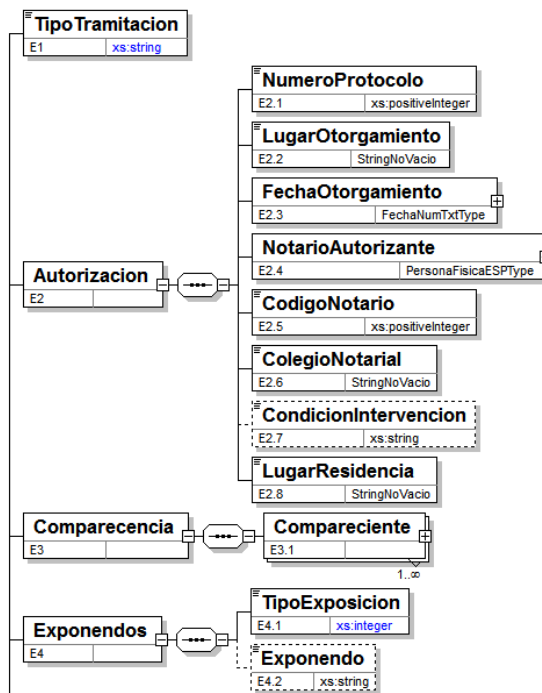 TipoTramitacion
E1 xs:string
NumeroProtocolo
E2.1 xs:positiveInteger
LugarOtorgamiento
E2.2 StringNoVacio
FechaOtorgamiento
E2.3 FechaNumTxtType
NotarioAutorizante
E2.4 PersonaFisicaESPType
Autorizacion
E2
CodigoNotario
E2.5 xs:positiveInteger
ColegioNotarial
E2.6 StringNoVacio
CondicionIntervencion
E2.7 xs:string
LugarResidencia
E2.8 StringNoVacio
Comparecencia
E3
Compareciente
E3.1
1..∞
TipoExposicion
E4.1 xs:integer
Exponendos
E4
Exponendo
E4.2 xs:string